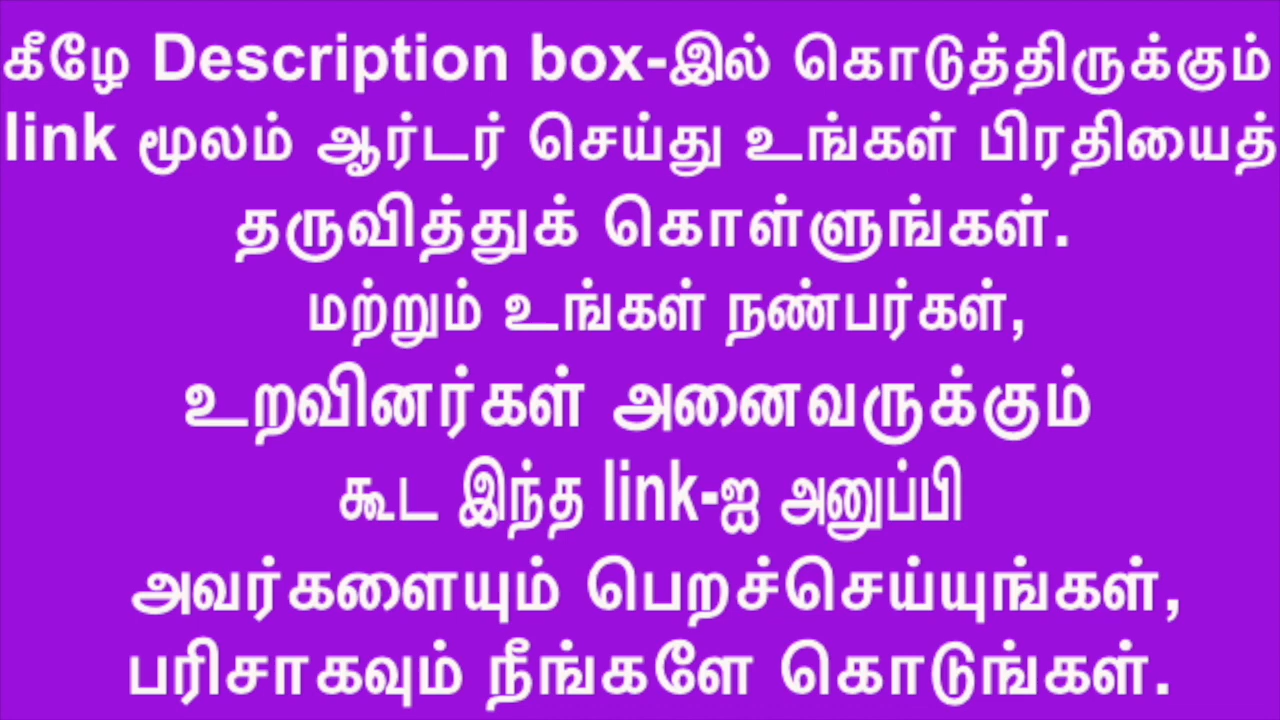 கீழே Description box-இல் கொடுத்திருக்கும்
link மூலம் ஆர்டர் செய்து உங்கள் பிரதியைத்
தருவித்துக் கொள்ளுங்கள்.
மற்றும் உங்கள் நண்பர்கள்,
உறவினர்கள் அனைவருக்கும்
கூட இந்த link-ஐ அனுப்பி
அவர்களையும் பெறச்செய்யுங்கள்,
பரிசாகவும் நீங்களே கொடுங்கள்.